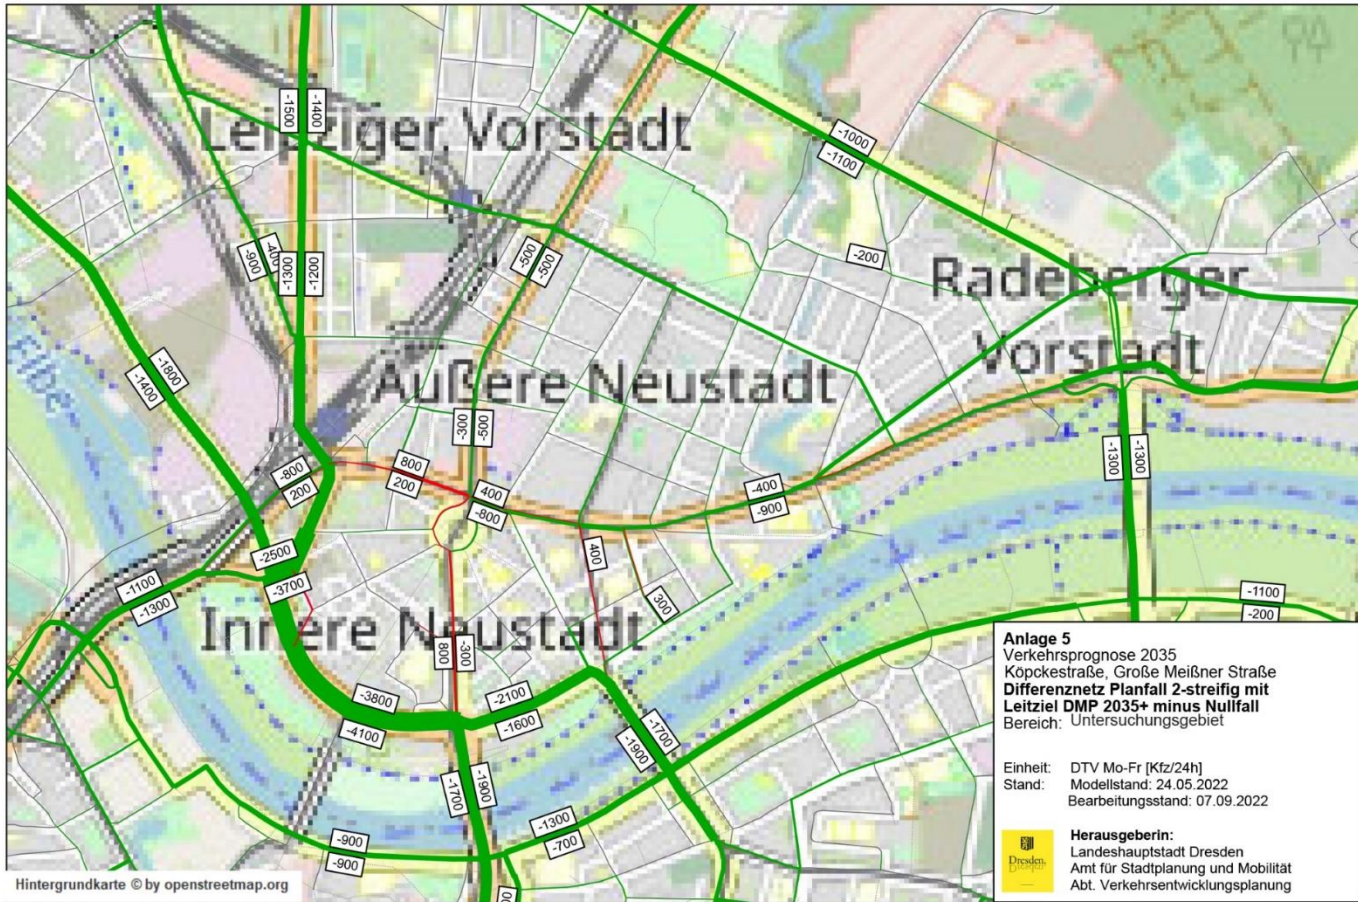 -1500
-1400
Leipziger Vorstadt
-1000
-1100
-900
-400
-1300
-1200
-500
-500
-200
Radeberger
Vorstadt
Elbe
-1800
-1400
Äußere Neustadt
-300
-500
-800
200
800
200
400
-800
-400
-900
-1300
-1300
-2500
-3700
-1100
-1300
400
300
Innere Neustadt
800
-300
-1100
-200
-3800
-4100
-2100
-1600
-1700
-1900
-1700
-1900
-1300
-700
-900
-900
Anlage 5
Verkehrsprognose 2035
Köpckestraße, Große Meißner Straße
Differenznetz Planfall 2-streifig mit
Leitziel DMP 2035+ minus Nullfall
Bereich: Untersuchungsgebiet
Einheit: DTV Mo-Fr [Kfz/24h]
Stand: Modellstand: 24.05.2022
Bearbeitungsstand: 07.09.2022
Herausgeberin:
Landeshauptstadt Dresden
Amt für Stadtplanung und Mobilität
Abt. Verkehrsentwicklungsplanung
Dresden.
Hintergrundkarte © by openstreetmap.org